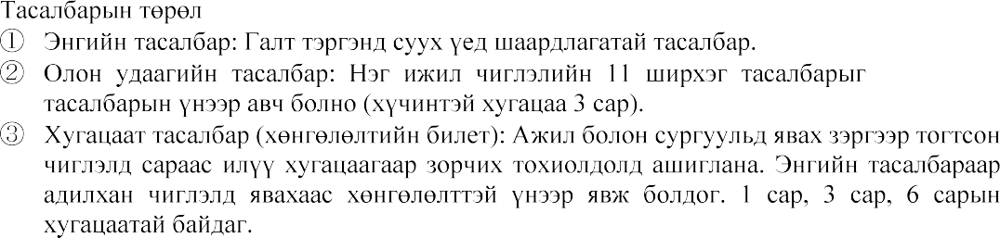 Тасалбарын төрөл
① Энгийн тасалбар: Галт тэргэнд суух үед шаардлагатай тасалбар.
② Олон удаагийн тасалбар: Нэг ижил чиглэлийн 11 ширхэг тасалбарыг
тасалбарын үнээр авч болно (хүчинтэй хугацаа 3 сар).
③ Хугацаат тасалбар (хөнгөлөлтийн билет): Ажил болон сургуульд явах зэргээр тогтсон
чиглэлд сараас илүү хугацаагаар зорчих тохиолдолд ашиглана. Энгийн тасалбараар
адилхан чиглэлд явахаас хөнгөлөлттэй үнээр явж болдог. 1 сар, 3 сар, 6 сарын
хугацаатай байдаг.